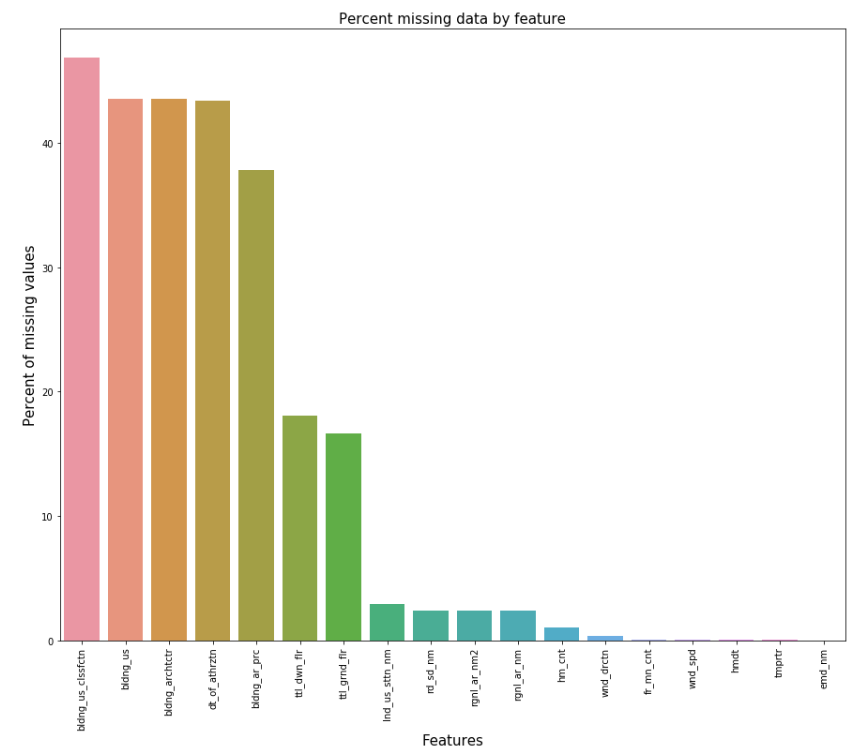 Percent missing data by feature
Percent of missing values
40
30
20
10
0
bldng_us_clssfctn
bldng_us
bldng_archtctr
dt_of_athrztn
bldng_ar_prc
ttl_dwn_flr
ttl_grnd_flr
lnd_us_sttn_nm
rd_sd_nm
rgnl_ar_nm2
rgnl_ar_nm
hm_cnt
wnd_drctn
fr_mn_cnt
wnd_spd
hmdt
tmprtr
emd_nm
Features